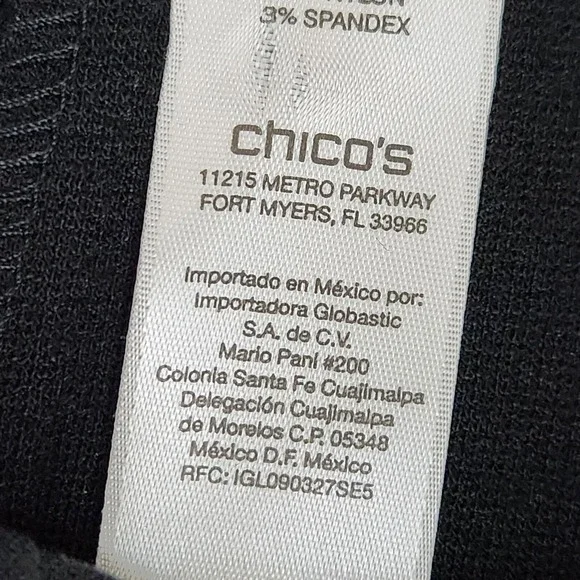 3% SPANDEX
chico's
11215 METRO PARKWAY
FORT MYERS, FL 33966
Importado en México por:
Importadora Globastic
S.A. de C.V.
Mario Pani #200
Colonia Santa Fe Cuajimalpa
Delegación Cuajimalpa
de Morelos C.P. 05348
México D.F. México
RFC: IGL090327SE5